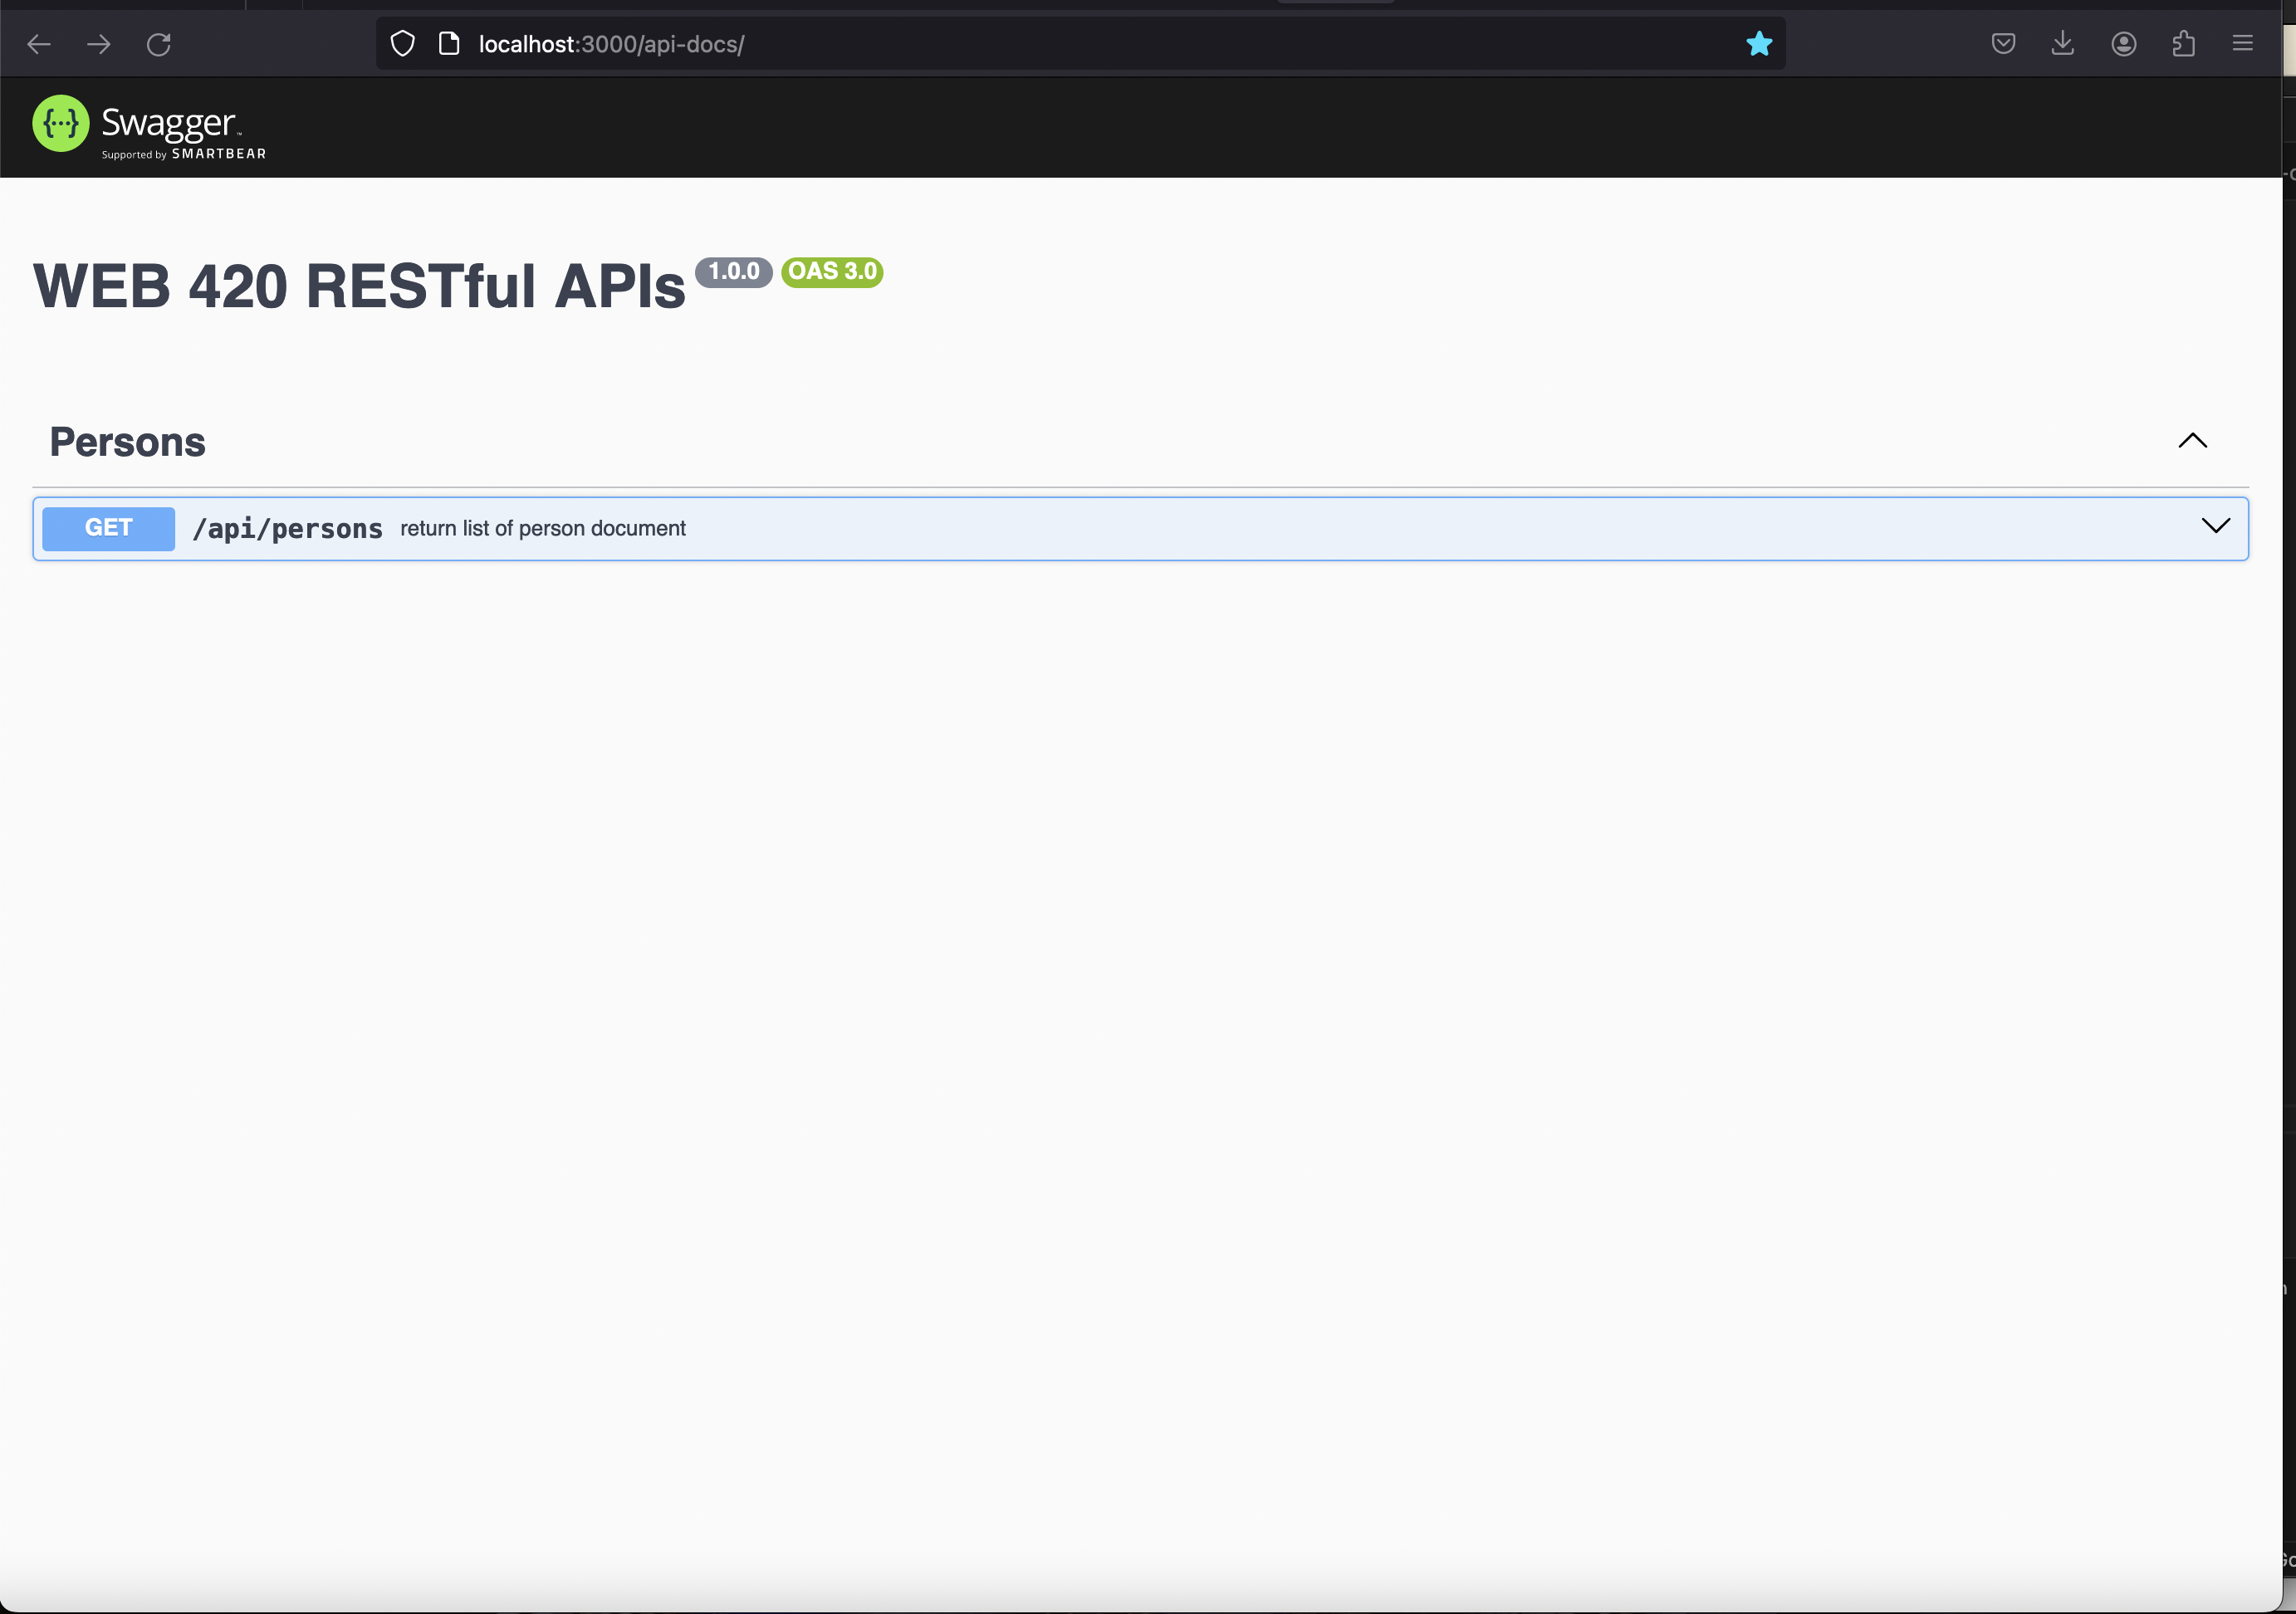 localhost:3000/api-docs/
{···} Swagger™
Supported by SMARTBEAR
WEB 420 RESTful APIs 1.0.0 OAS 3.0
Persons
GET /api/persons return list of person document